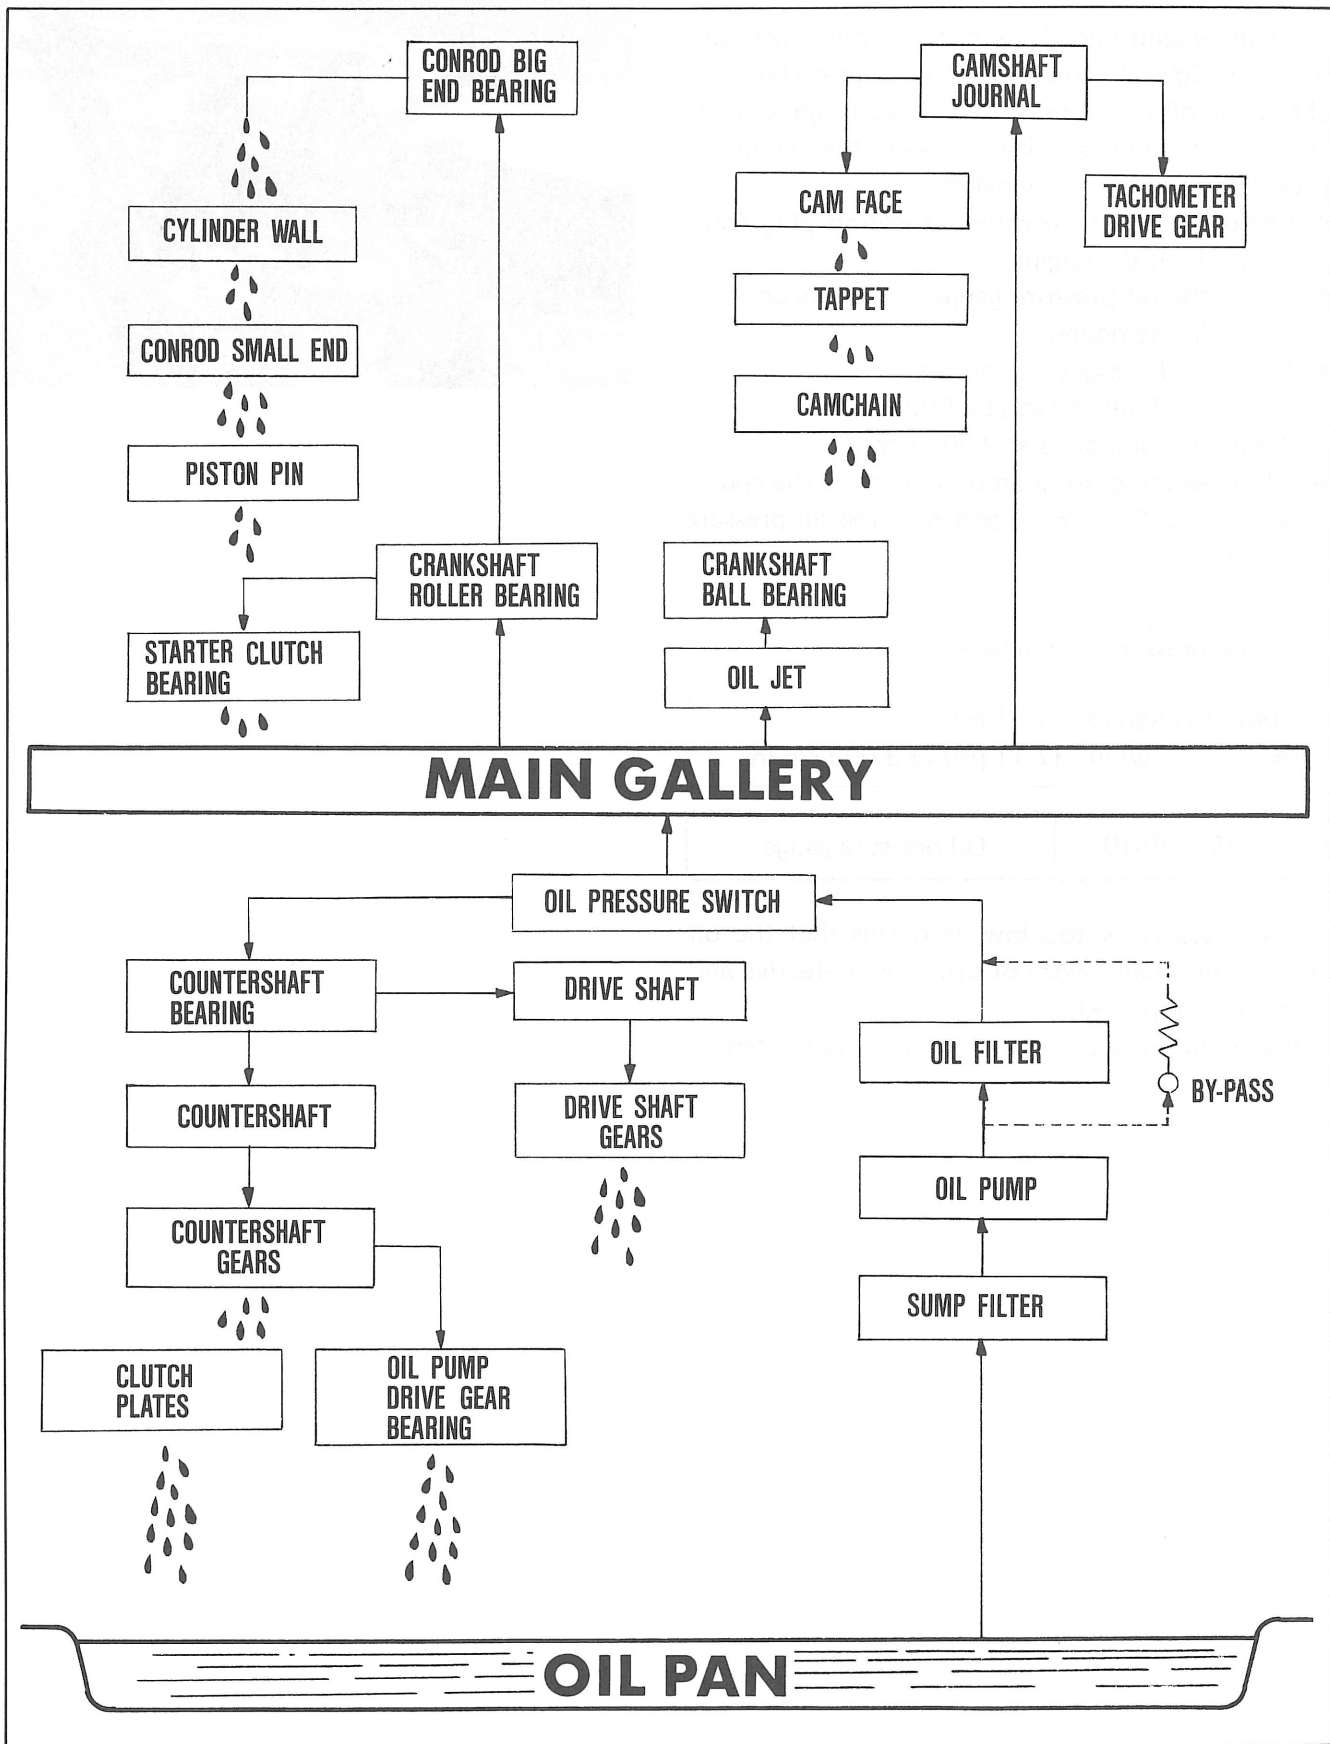 CONROD BIG
END BEARING
CAMSHAFT
JOURNAL
CYLINDER WALL
CAM FACE
TACHOMETER
DRIVE GEAR
CONROD SMALL END
TAPPET
PISTON PIN
CAMCHAIN
CRANKSHAFT
ROLLER BEARING
CRANKSHAFT
BALL BEARING
STARTER CLUTCH
BEARING
OIL JET
MAIN GALLERY
OIL PRESSURE SWITCH
COUNTERSHAFT
BEARING
DRIVE SHAFT
OIL FILTER
BY-PASS
COUNTERSHAFT
DRIVE SHAFT
GEARS
OIL PUMP
COUNTERSHAFT
GEARS
SUMP FILTER
CLUTCH
PLATES
OIL PUMP
DRIVE GEAR
BEARING
OIL PAN